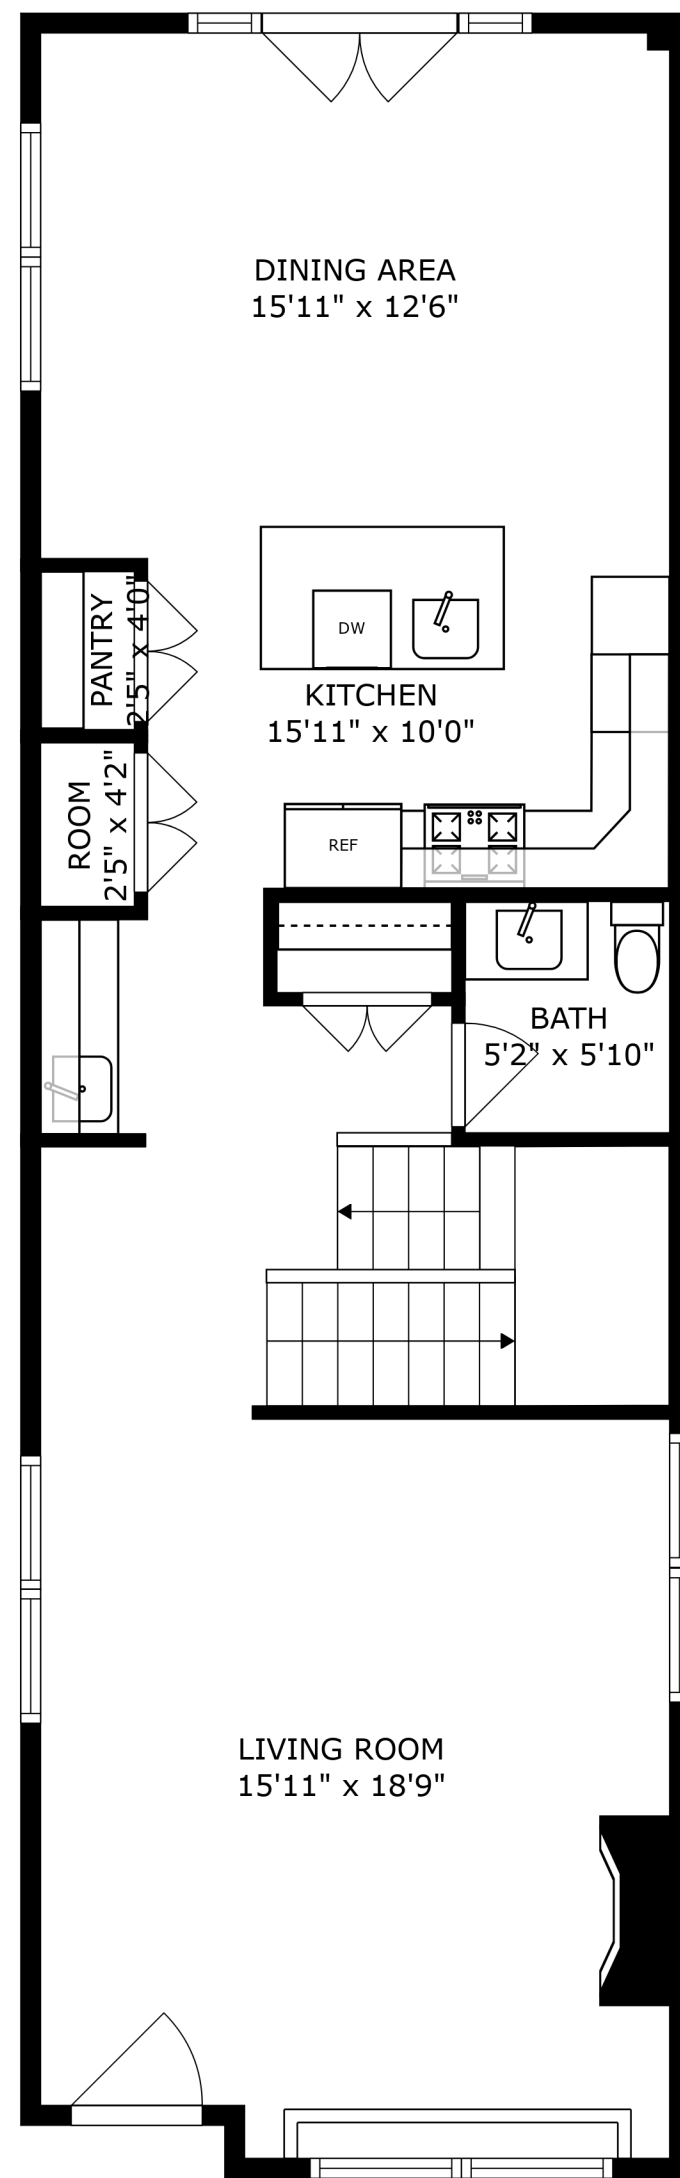 DINING AREA
15'11" x 12'6"
DW
PANTRY
2'5" x 4'0"
KITCHEN
15'11" x 10'0"
ROOM
2'5" x 4'2"
REF
BATH
5'2" x 5'10"
LIVING ROOM
15'11" x 18'9"